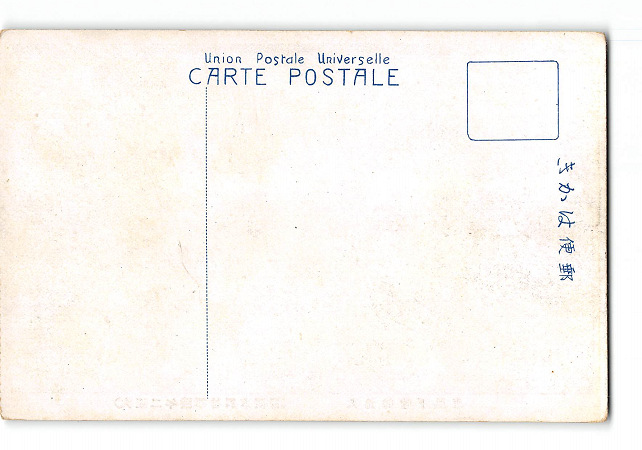 Union Postale Universelle
CARTE POSTALE
きかは便郵